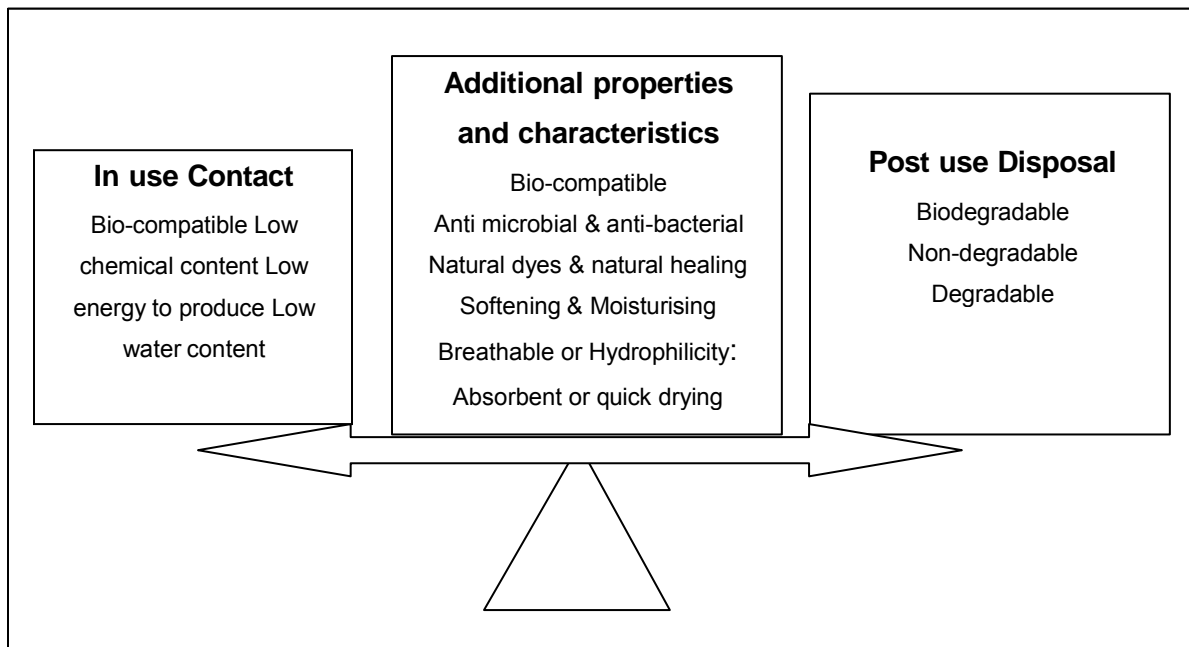 In use Contact
Bio-compatible Low
chemical content Low
energy to produce Low
water content
Additional properties
and characteristics
Bio-compatible
Anti microbial & anti-bacterial
Natural dyes & natural healing
Softening & Moisturising
Breathable or Hydrophilicity:
Absorbent or quick drying
Post use Disposal
Biodegradable
Non-degradable
Degradable